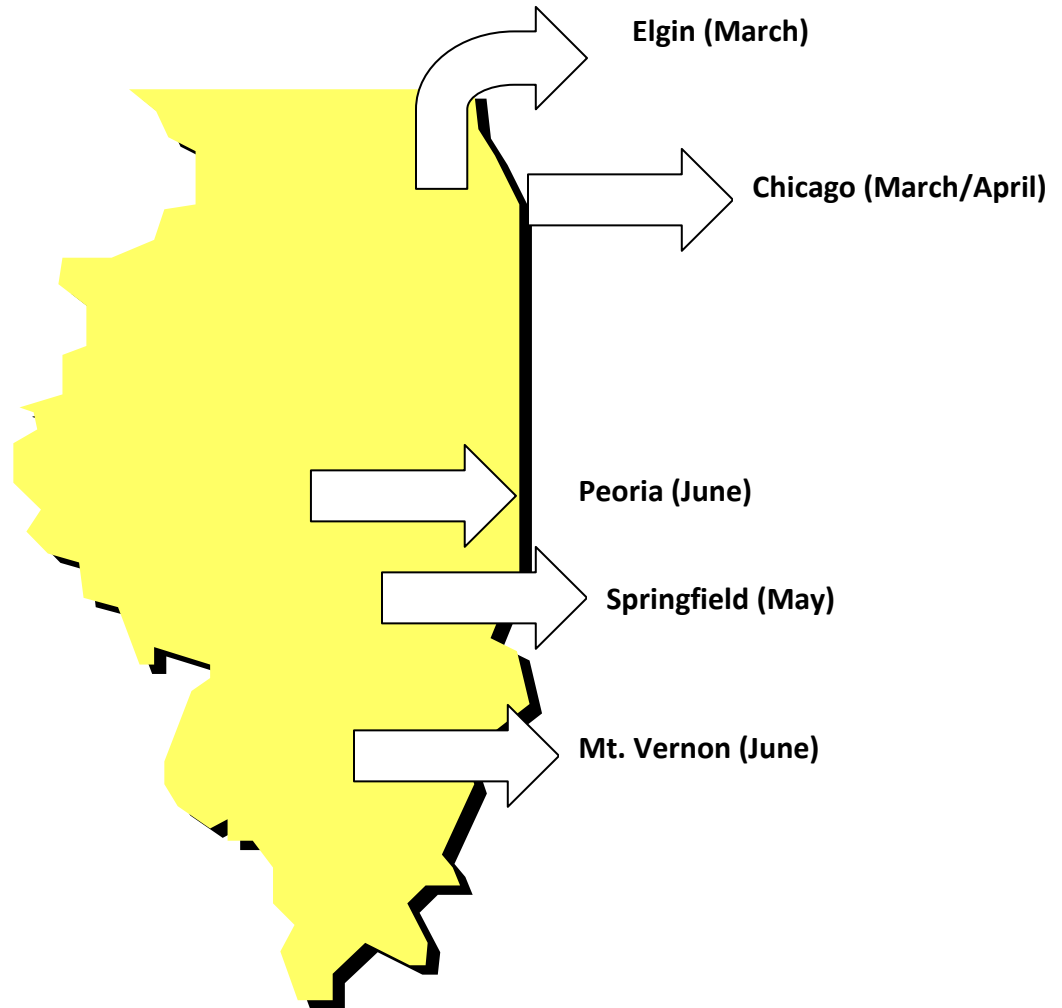 Elgin (March)
Chicago (March/April)
Peoria (June)
Springfield (May)
Mt. Vernon (June)